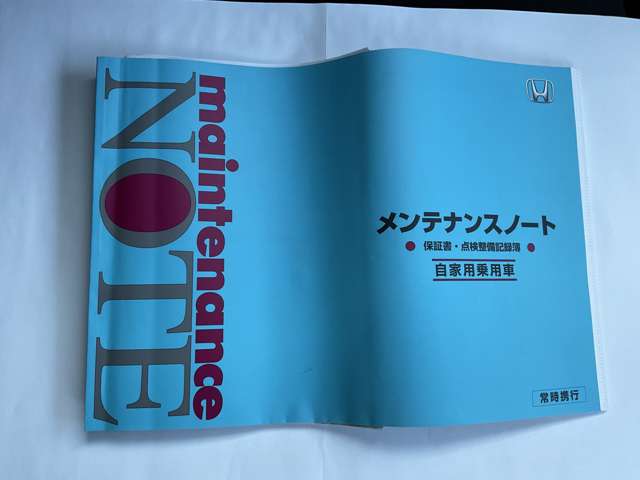 maintenance
NOTE
メンテナンスノート
● 保証書・点検整備記録簿 ●
自家用乗用車
常時携行